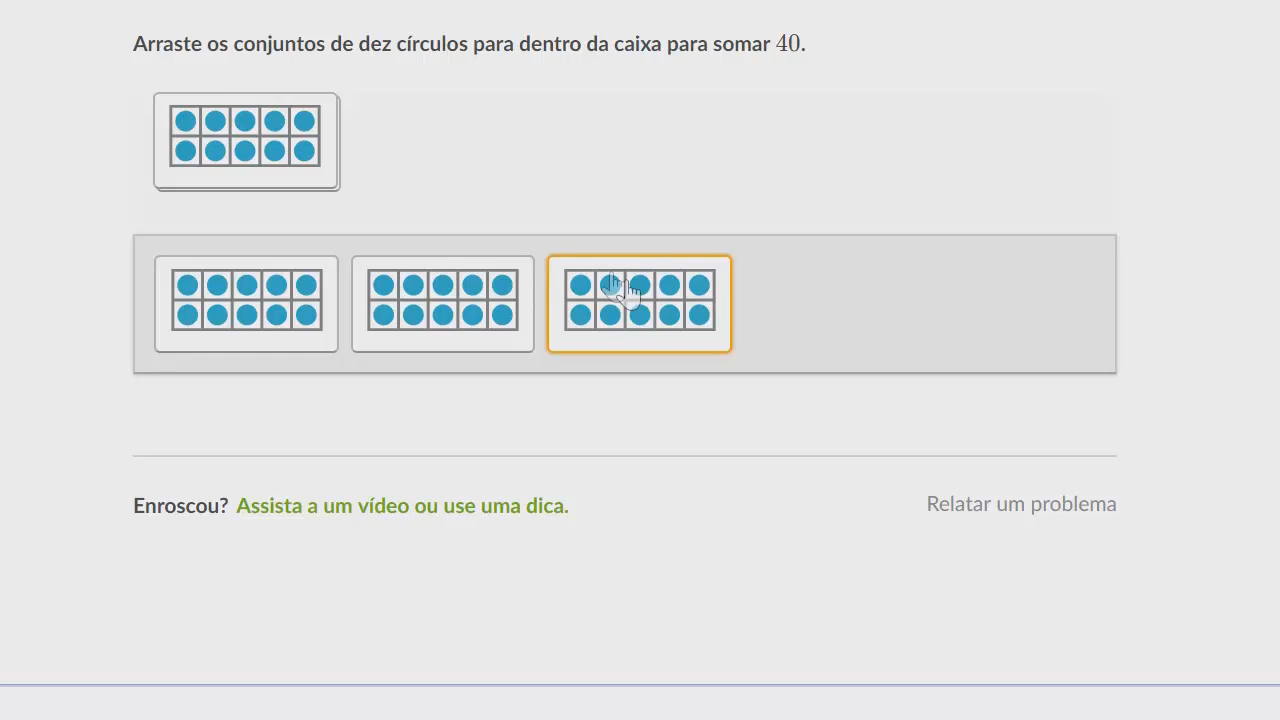 Arraste os conjuntos de dez círculos para dentro da caixa para somar 40.
Enroscou? Assista a um vídeo ou use uma dica.
Relatar um problema